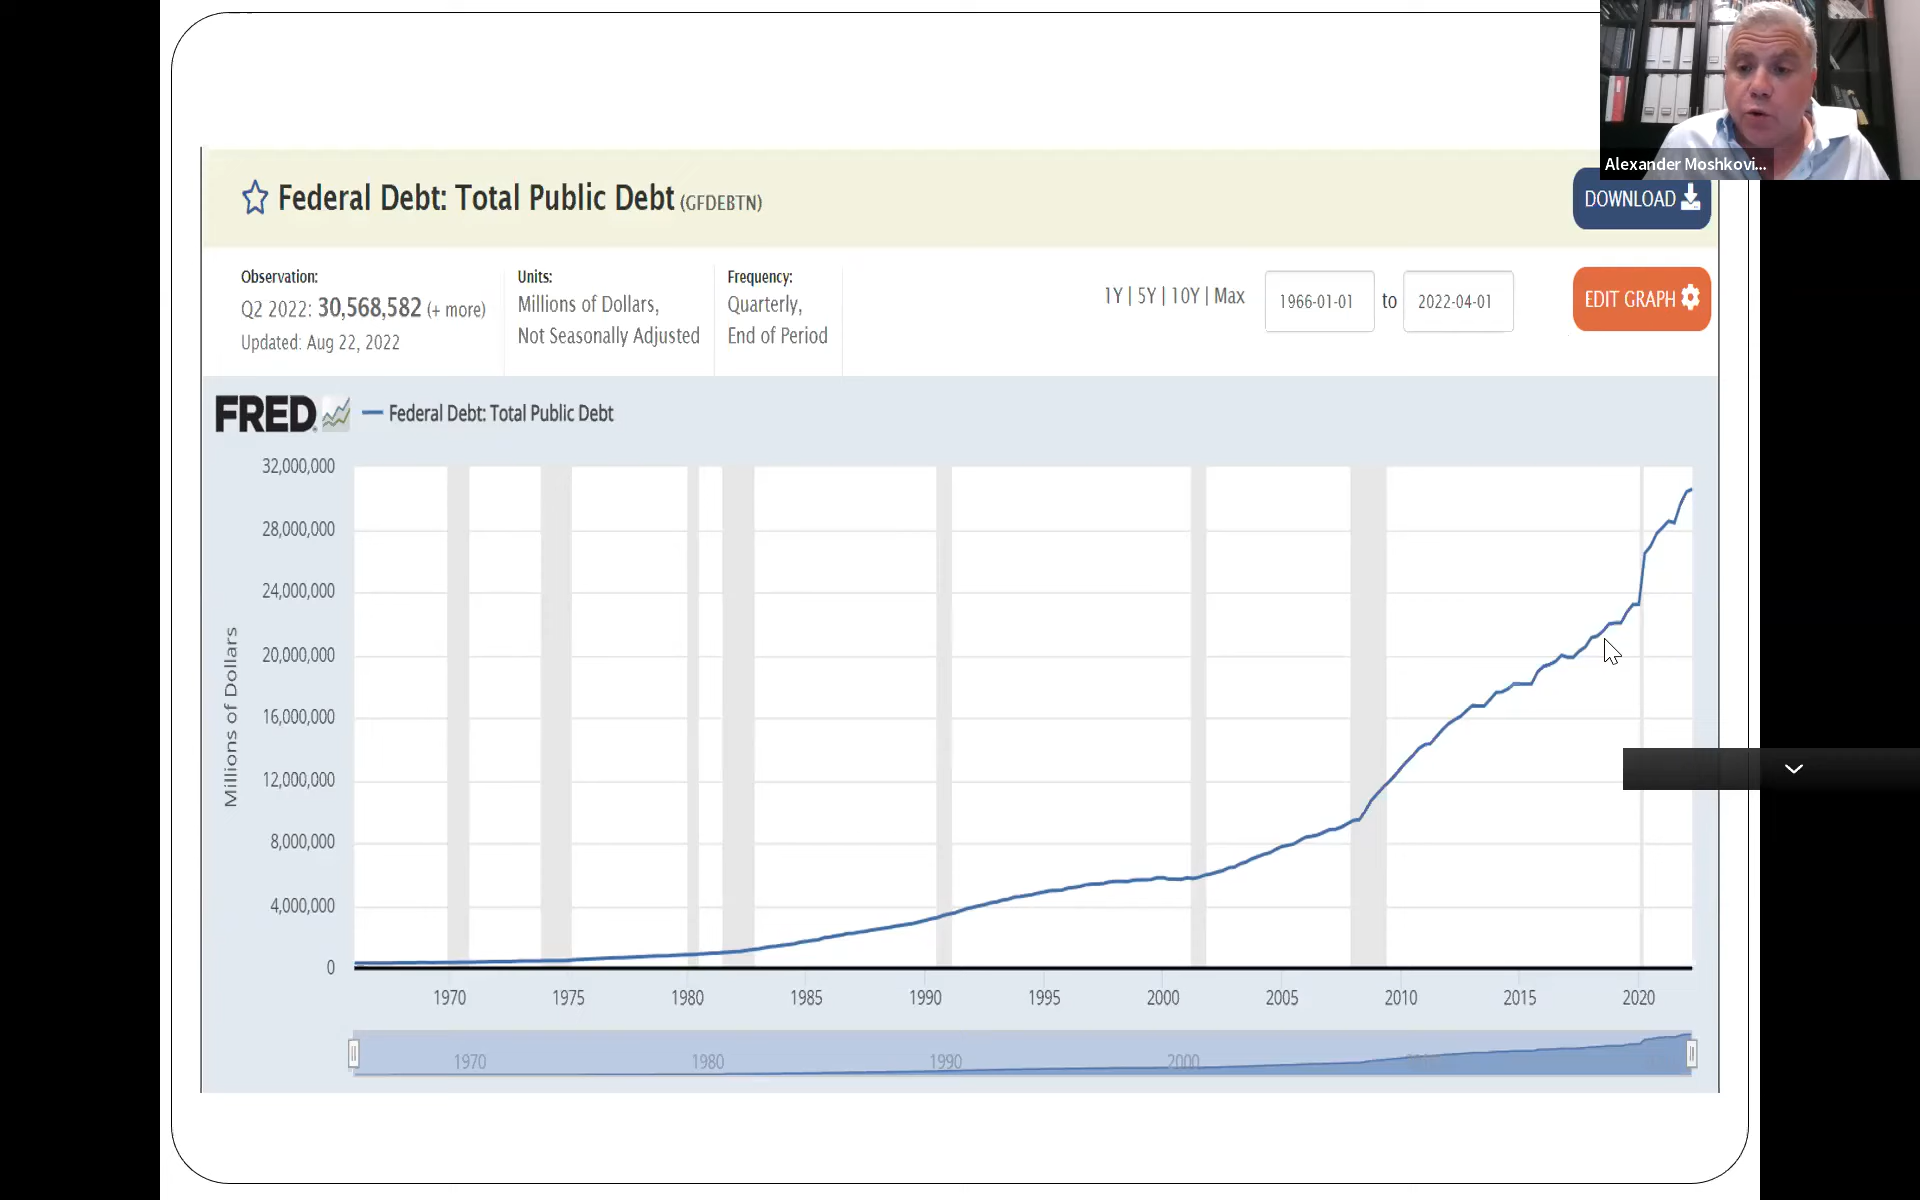 Alexander Moshkovi...
Federal Debt: Total Public Debt (GFDEBTN)
DOWNLOAD
Observation:
Q2 2022: 30,568,582 (+ more)
Updated: Aug 22, 2022
Units:
Millions of Dollars,
Not Seasonally Adjusted
Frequency:
Quarterly,
End of Period
1Y | 5Y | 10Y | Max
1966-01-01 to 2022-04-01
EDIT GRAPH
FRED
Federal Debt: Total Public Debt
Millions of Dollars
32,000,000
28,000,000
24,000,000
20,000,000
16,000,000
12,000,000
8,000,000
4,000,000
0
1970 1975 1980 1985 1990 1995 2000 2005 2010 2015 2020
1970 1980 1990 2000